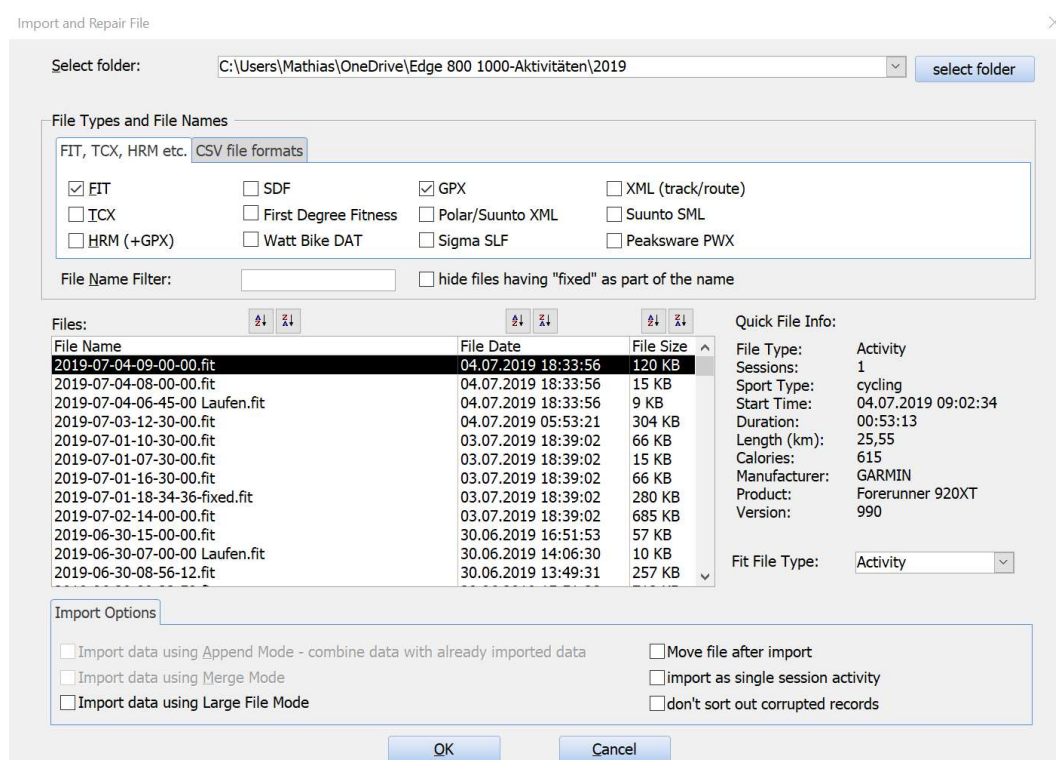 Import and Repair File
Select folder: C:\Users\Mathias\OneDrive\Edge 800 1000-Aktivitäten\2019 select folder
File Types and File Names
FIT, TCX, HRM etc. CSV file formats
FIT SDF GPX XML (track/route)
TCX First Degree Fitness Polar/Suunto XML Suunto SML
HRM (+GPX) Watt Bike DAT Sigma SLF Peaksware PWX
File Name Filter: hide files having "fixed" as part of the name
Files: Quick File Info:
File Name File Date File Size
2019-07-04-09-00-00.fit 04.07.2019 18:33:56 120 KB
2019-07-04-08-00-00.fit 04.07.2019 18:33:56 15 KB
2019-07-04-06-45-00 Laufen.fit 04.07.2019 18:33:56 9 KB
2019-07-03-12-30-00.fit 04.07.2019 05:53:21 304 KB
2019-07-01-10-30-00.fit 03.07.2019 18:39:02 66 KB
2019-07-01-07-30-00.fit 03.07.2019 18:39:02 15 KB
2019-07-01-16-30-00.fit 03.07.2019 18:39:02 66 KB
2019-07-01-18-34-36-fixed.fit 03.07.2019 18:39:02 280 KB
2019-07-02-14-00-00.fit 03.07.2019 18:39:02 685 KB
2019-06-30-15-00-00.fit 30.06.2019 16:51:53 57 KB
2019-06-30-07-00-00 Laufen.fit 30.06.2019 14:06:30 10 KB
2019-06-30-08-56-12.fit 30.06.2019 13:49:31 257 KB
File Type: Activity
Sessions: 1
Sport Type: cycling
Start Time: 04.07.2019 09:02:34
Duration: 00:53:13
Length (km): 25,55
Calories: 615
Manufacturer: GARMIN
Product: Forerunner 920XT
Version: 990
Fit File Type: Activity
Import Options
Import data using Append Mode - combine data with already imported data Move file after import
Import data using Merge Mode import as single session activity
Import data using Large File Mode don't sort out corrupted records
OK Cancel